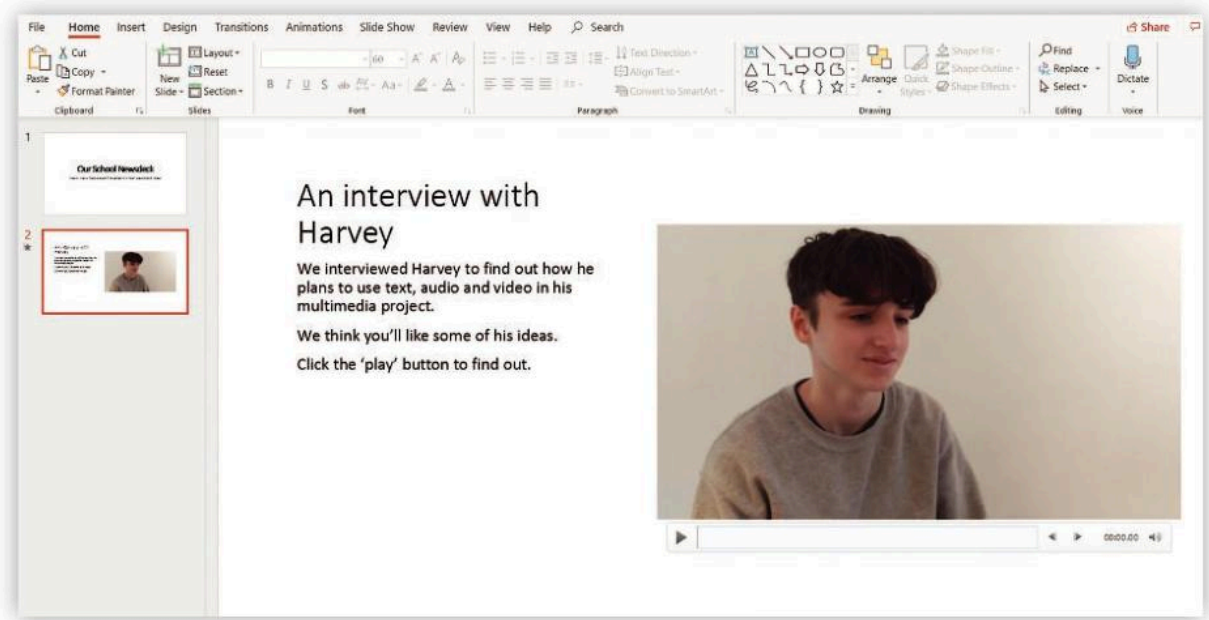 File Home Insert Design Transitions Animations Slide Show Review View Help Search Share
Cut
Copy
Format Painter
Paste
Clipboard
New Slide
Layout
Reset
Section
Slides
60
Font
Text Direction
Align Text
Convert to SmartArt
Paragraph
Arrange
Quick Styles
Shape Fill
Shape Outline
Shape Effects
Drawing
Find
Replace
Select
Editing
Dictate
Voice
1
Our School Newsdeck
2
An interview with
Harvey
We interviewed Harvey to find out how he
plans to use text, audio and video in his
multimedia project.
We think you'll like some of his ideas.
Click the ‘play’ button to find out.
00:00.00